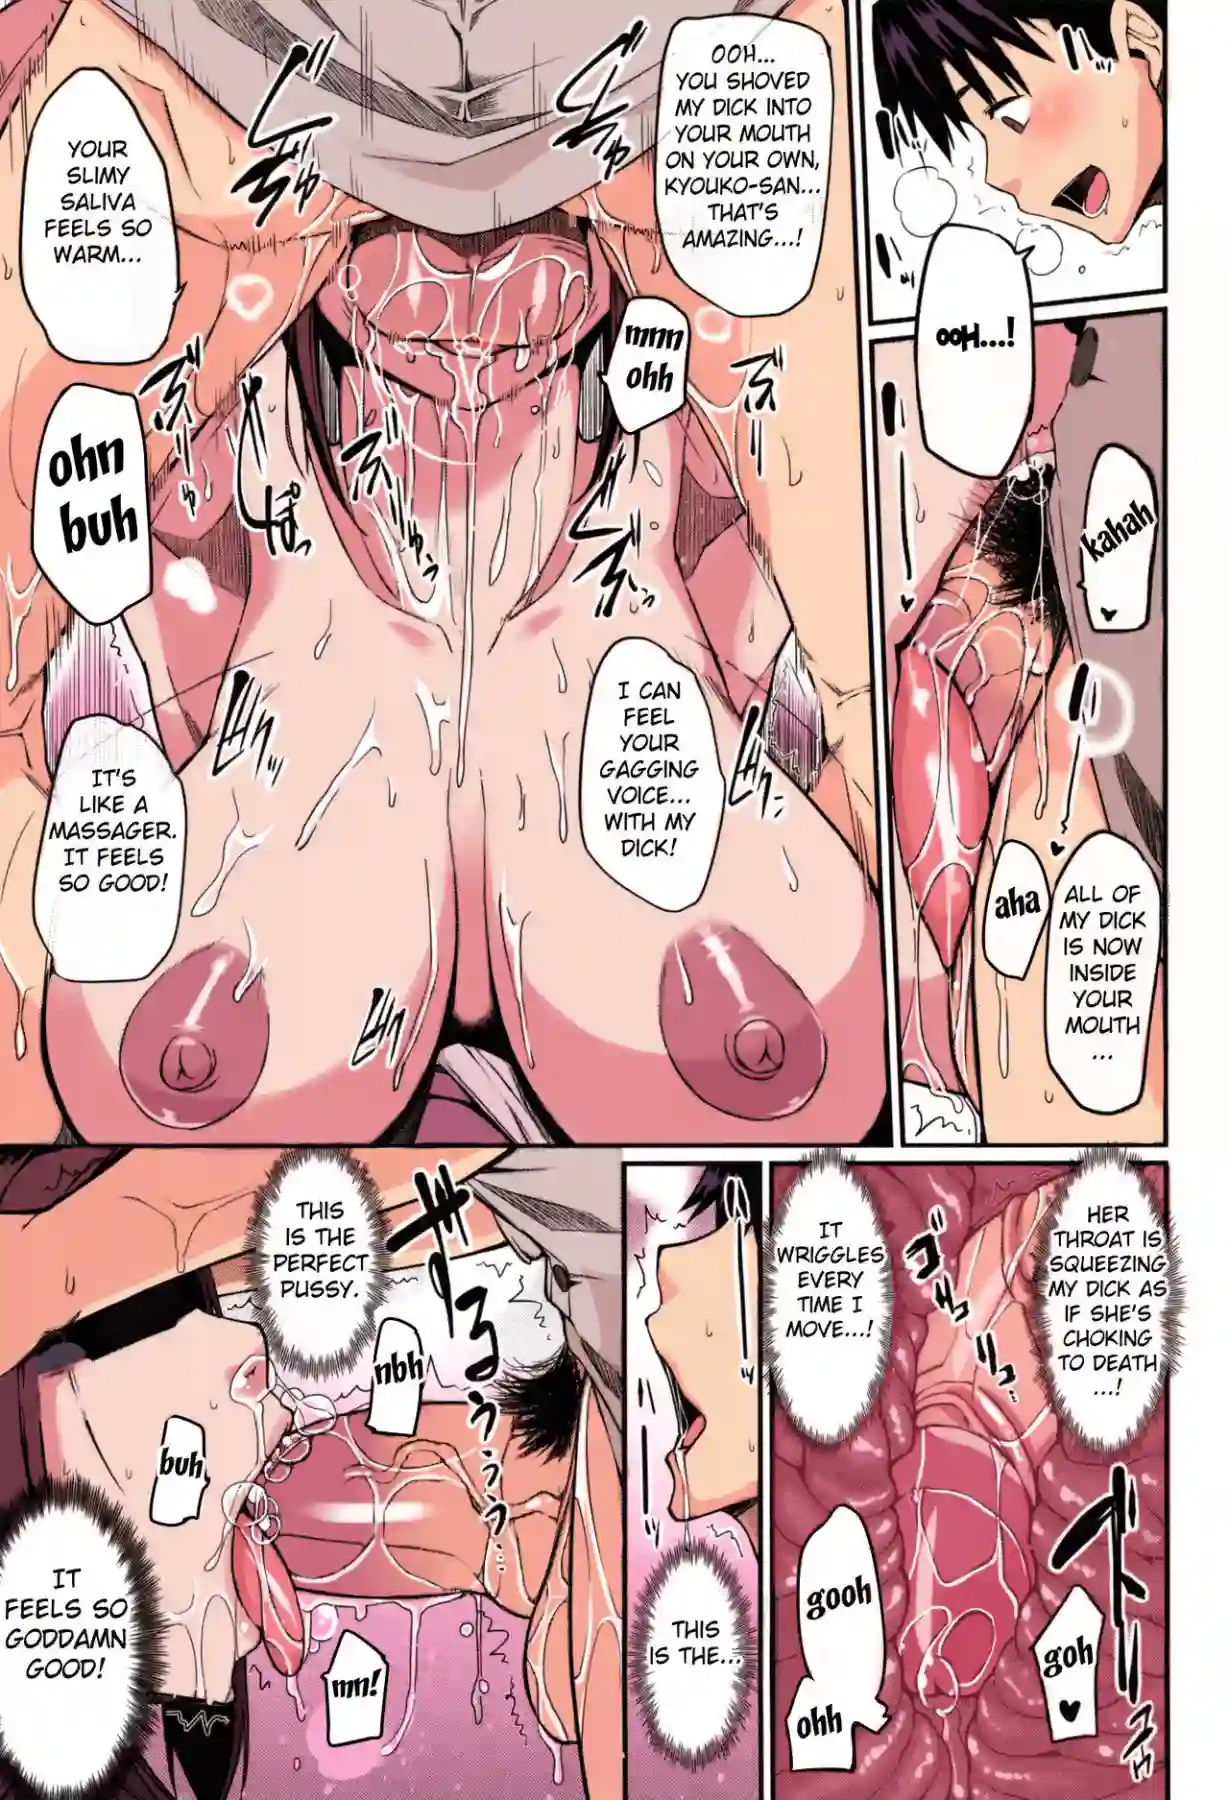 OOH...!
kahah
aha
ALL OF
MY DICK
IS NOW
INSIDE
YOUR
MOUTH
...
OOH...
YOU SHOVED
MY DICK INTO
YOUR MOUTH
ON YOUR OWN,
KYOUKO-SAN...
THAT'S
AMAZING...!
mnn
ohh
YOUR
SLIMY
SALIVA
FEELS SO
WARM...
ohn
buh
I CAN
FEEL
YOUR
GAGGING
VOICE...
WITH MY
DICK!
IT'S
LIKE A
MASSAGER.
IT FEELS
SO GOOD!
HER
THROAT IS
SQUEEZING
MY DICK AS
IF SHE'S
CHOKING
TO DEATH
...!
IT
WRIGGLES
EVERY
TIME I
MOVE...!
goh
gooh
ohh
THIS
IS THE...
THIS
IS THE
PERFECT
PUSSY.
nbh
buh
mn!
IT
FEELS SO
GODDAMN
GOOD!